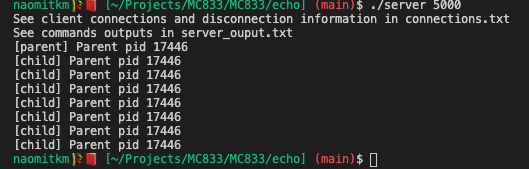 naomitkm [~/Projects/MC833/MC833/echo] (main)$ ./server 5000
See client connections and disconnection information in connections.txt
See commands outputs in server_ouput.txt
[parent] Parent pid 17446
[child] Parent pid 17446
[child] Parent pid 17446
[child] Parent pid 17446
[child] Parent pid 17446
[child] Parent pid 17446
[child] Parent pid 17446
[child] Parent pid 17446
naomitkm [~/Projects/MC833/MC833/echo] (main)$